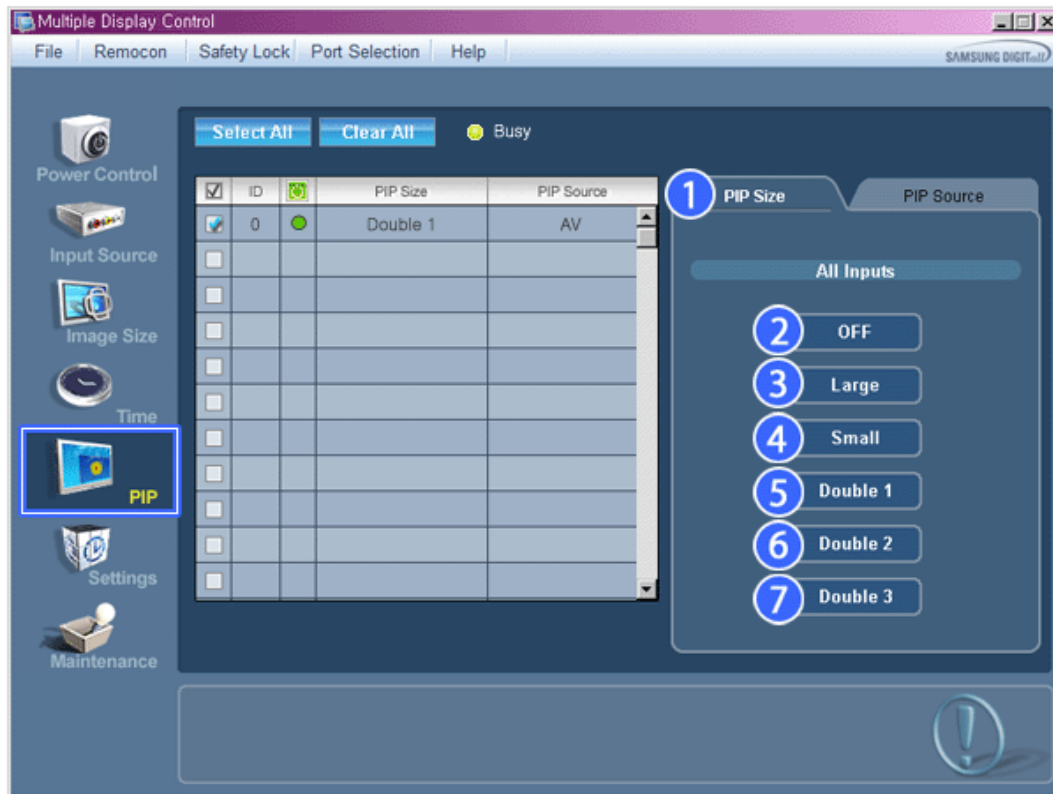 Multiple Display Control
File Remocon Safety Lock Port Selection Help
SAMSUNG DIGITall
Select All Clear All Busy
Power Control
Input Source
Image Size
Time
PIP
Settings
Maintenance
ID PIP Size PIP Source
0 Double 1 AV
1 PIP Size PIP Source
All Inputs
2 OFF
3 Large
4 Small
5 Double 1
6 Double 2
7 Double 3